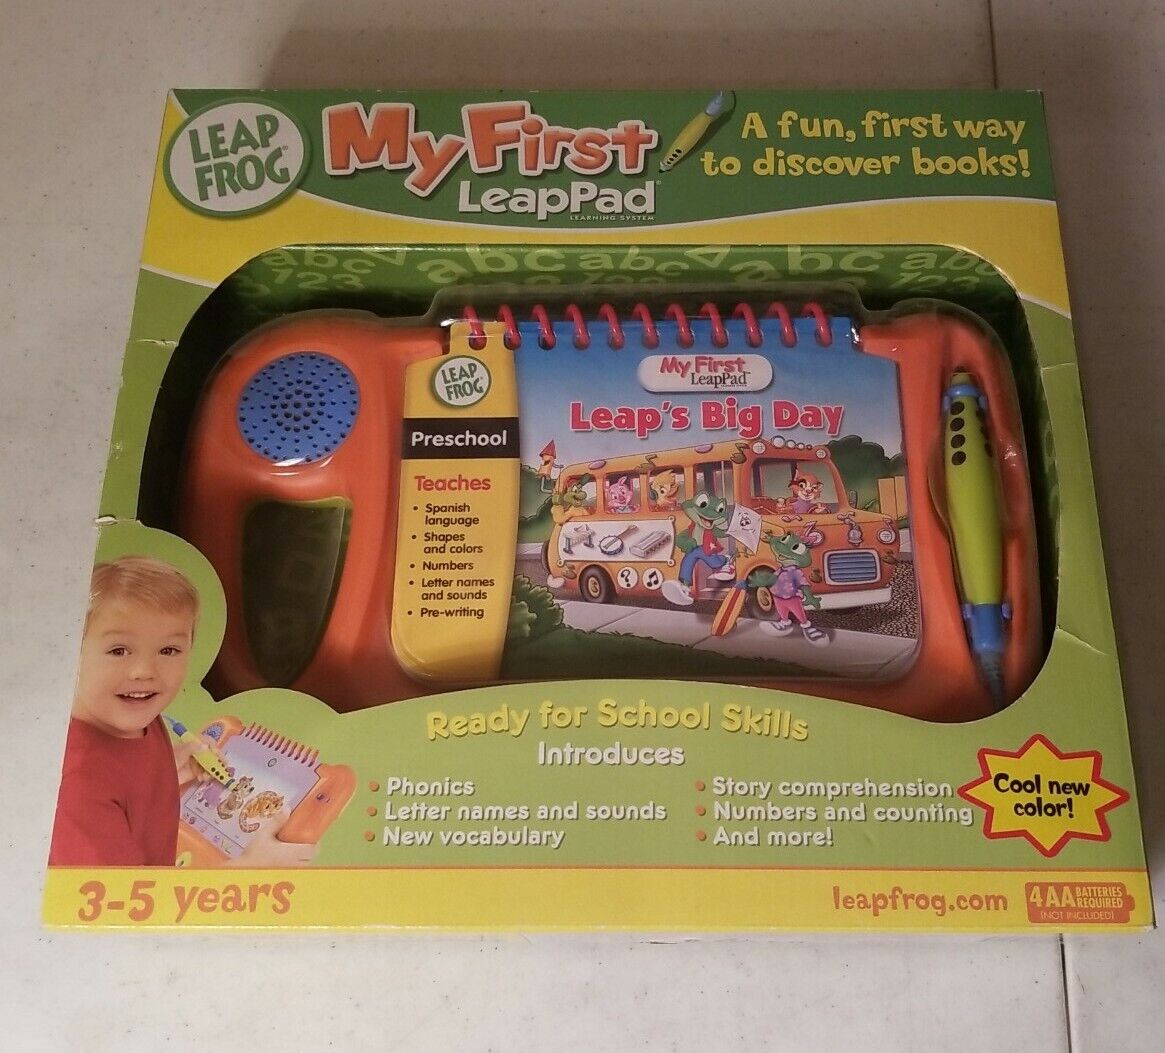 LEAP
FROG
My First
LeapPad
LEARNING SYSTEM
A fun, first way
to discover books!
abc abc abc abc abc
123
LEAP
FROG
Preschool
Teaches
• Spanish
language
• Shapes
and colors
• Numbers
• Letter names
and sounds
• Pre-writing
My First
LeapPad
Leap's Big Day
Ready for School Skills
Introduces
• Phonics
• Letter names and sounds
• New vocabulary
• Story comprehension
• Numbers and counting
• And more!
Cool new
color!
3-5 years
leapfrog.com
4 AA BATTERIES
REQUIRED
(NOT INCLUDED)